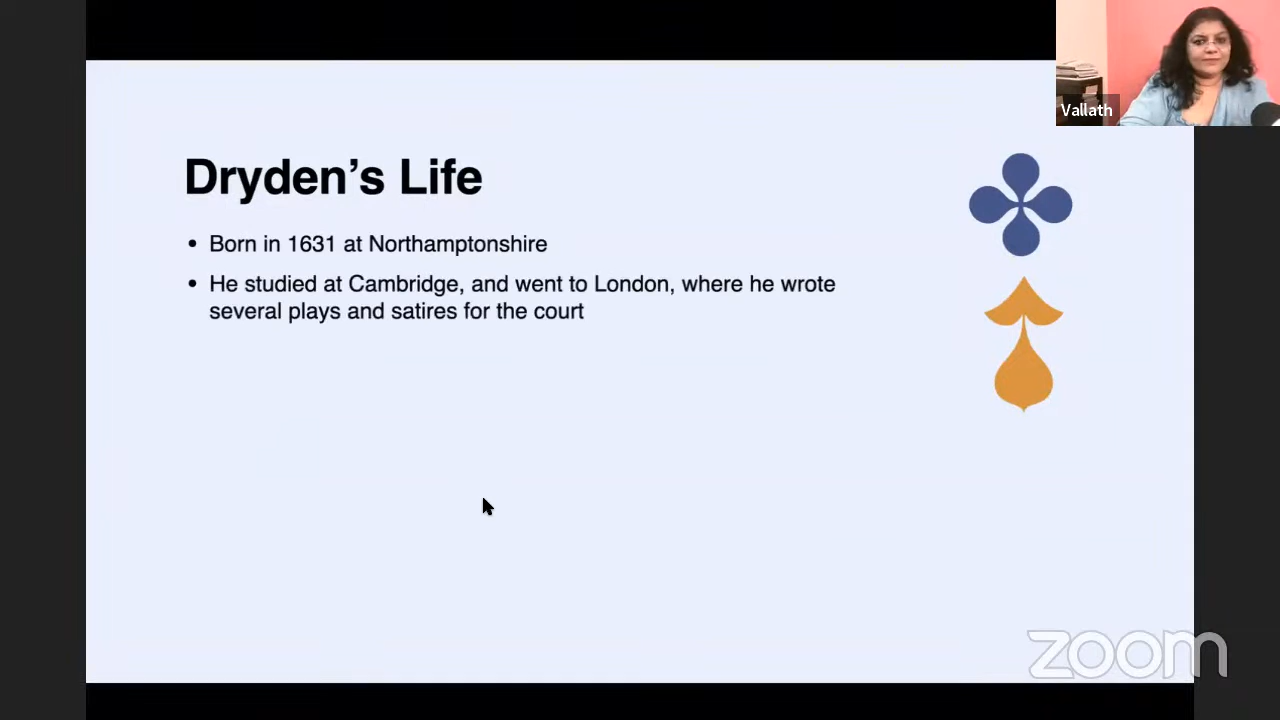 Vallath
Dryden's Life
• Born in 1631 at Northamptonshire
• He studied at Cambridge, and went to London, where he wrote
several plays and satires for the court
zoom